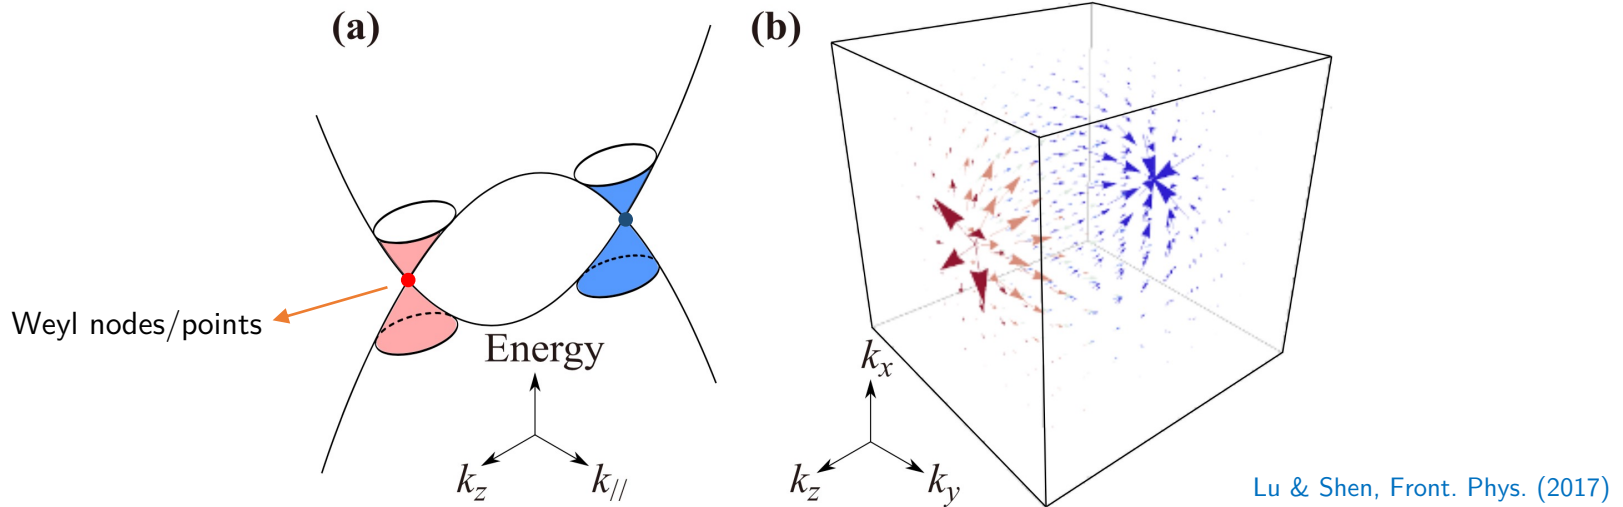 (a)
(b)
Weyl nodes/points
Energy
k_z
k_//
k_x
k_z
k_y
Lu & Shen, Front. Phys. (2017)